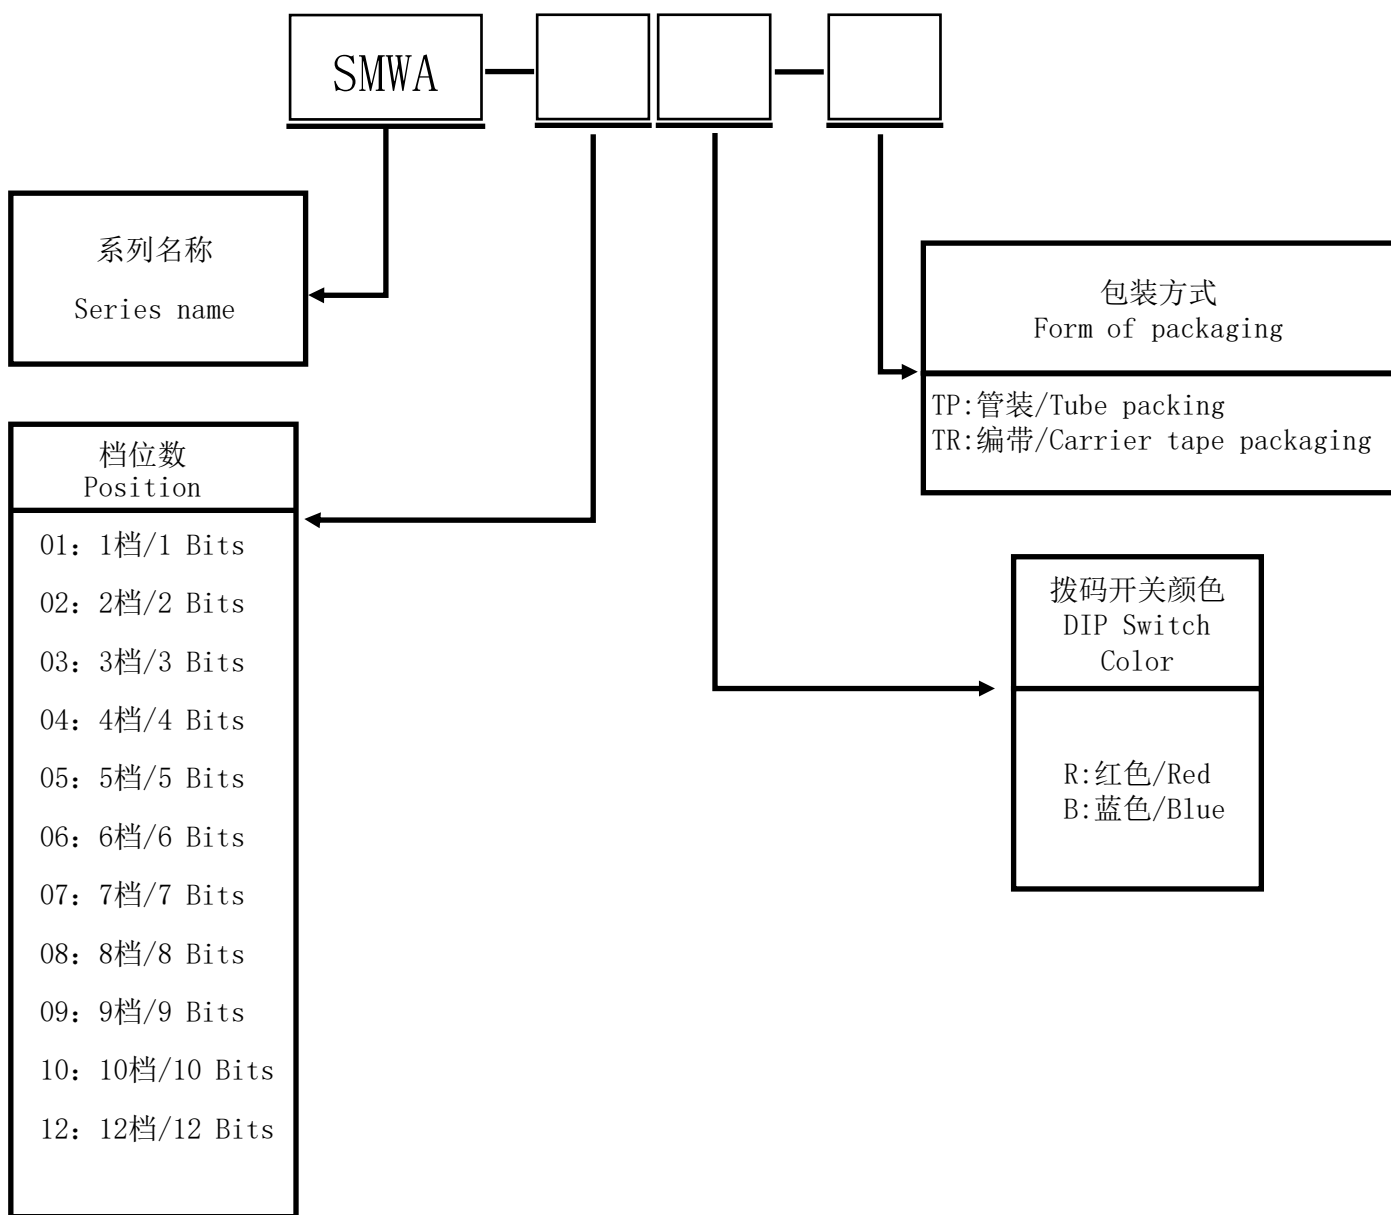 SMWA
系列名称
Series name
包装方式
Form of packaging
TP:管装/Tube packing
TR:编带/Carrier tape packaging
档位数
Position
01：1档/1 Bits
02：2档/2 Bits
03：3档/3 Bits
04：4档/4 Bits
05：5档/5 Bits
06：6档/6 Bits
07：7档/7 Bits
08：8档/8 Bits
09：9档/9 Bits
10：10档/10 Bits
12：12档/12 Bits
拨码开关颜色
DIP Switch
Color
R:红色/Red
B:蓝色/Blue